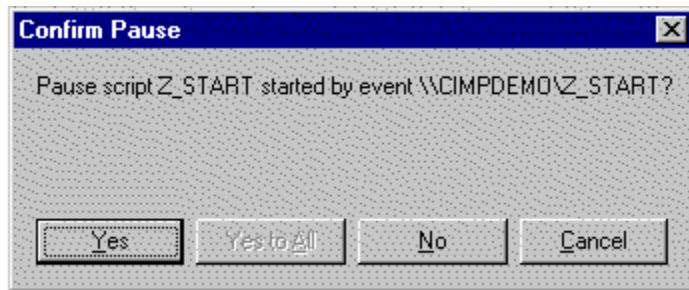 Confirm Pause
Pause script Z_START started by event \\CIMPDEMO\Z_START?
Yes Yes to All No Cancel